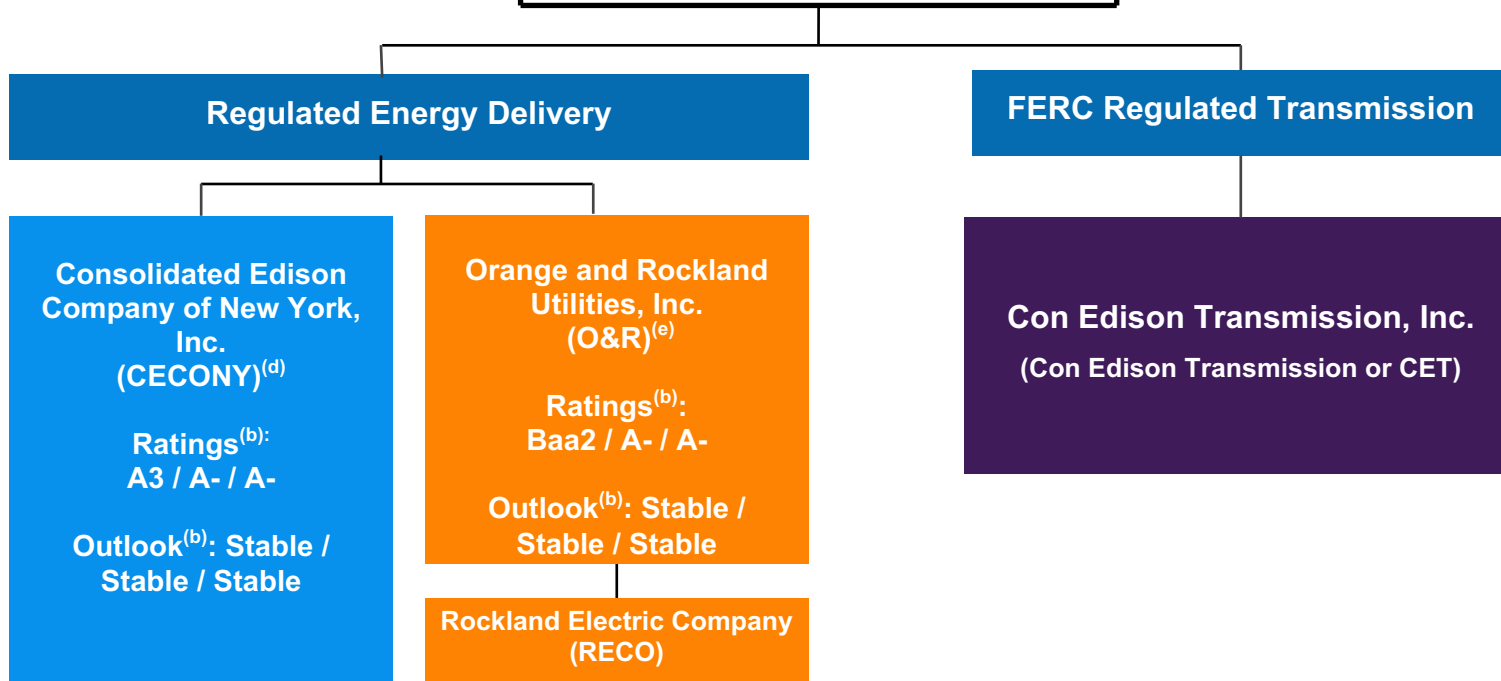 Regulated Energy Delivery
FERC Regulated Transmission
Consolidated Edison
Company of New York,
Inc.
(CECONY)(d)
Ratings(b):
A3 / A- / A-
Outlook(b): Stable /
Stable / Stable
Orange and Rockland
Utilities, Inc.
(O&R)(e)
Ratings(b):
Baa2 / A- / A-
Outlook(b): Stable /
Stable / Stable
Rockland Electric Company
(RECO)
Con Edison Transmission, Inc.
(Con Edison Transmission or CET)